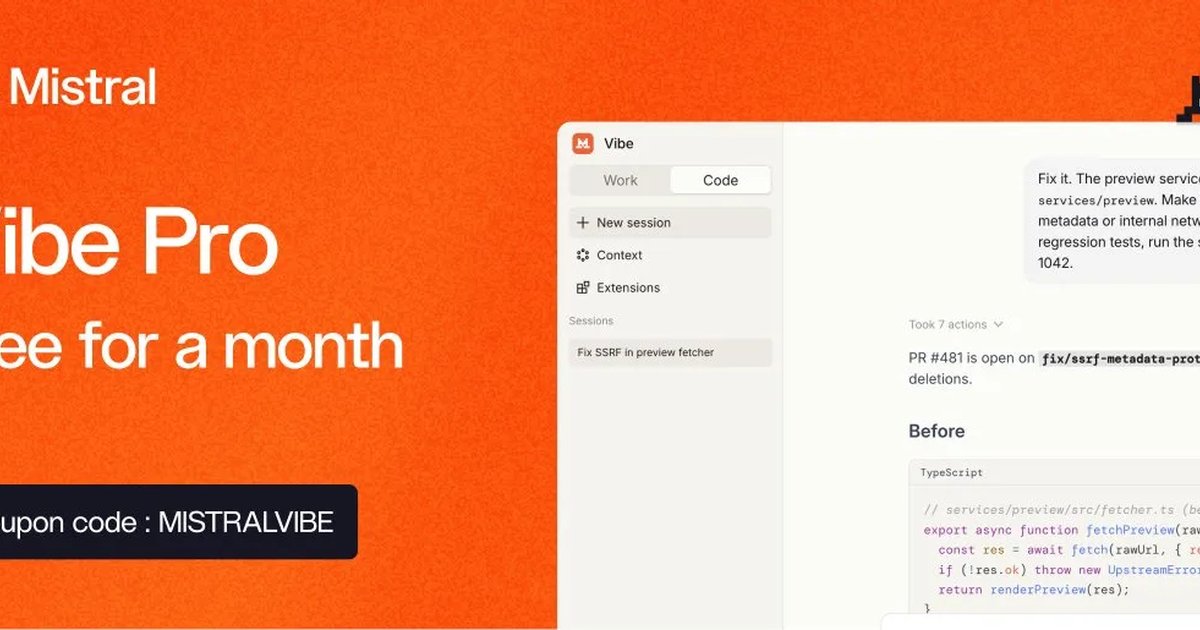 Mistral
Vibe Pro
ee for a month
upon code : MISTRALVIBE
Vibe
Work
Code
New session
Context
Extensions
Sessions
Fix SSRF in preview fetcher
Fix it. The preview servic
services/preview. Make
metadata or internal netw
regression tests, run the s
1042.
Took 7 actions
PR #481 is open on fix/ssrf-metadata-prot
deletions.
Before
TypeScript
// services/preview/src/fetcher.ts (be
export async function fetchPreview(raw
const res = await fetch(rawUrl, { re
if (!res.ok) throw new UpstreamError
return renderPreview(res);
}